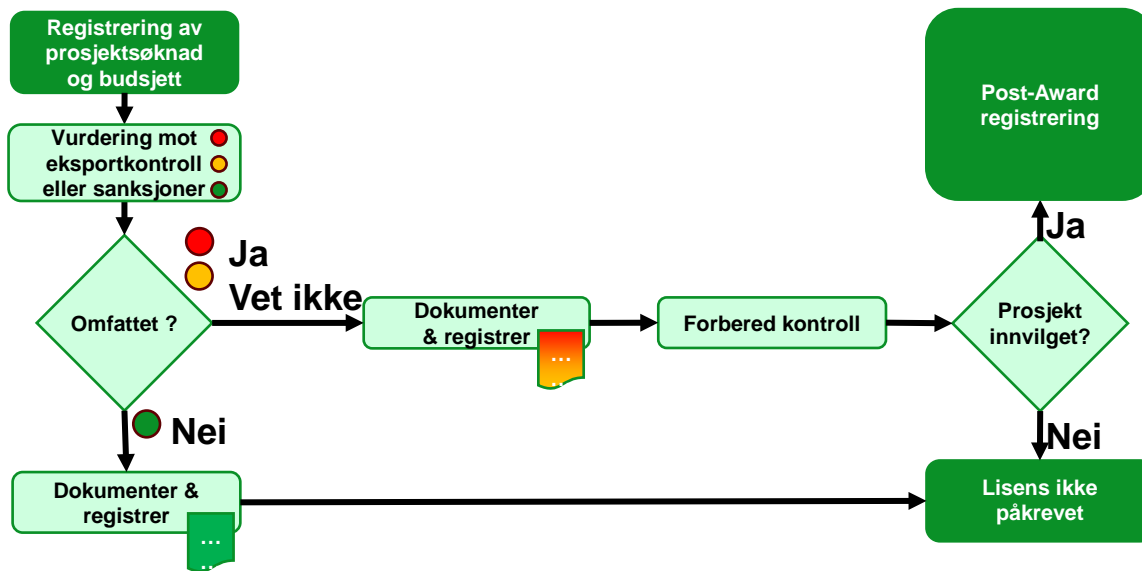 Registrering av
prosjektsøknad
og budsjett
Vurdering mot
eksportkontroll
eller sanksjoner
Omfattet ?
Ja
Vet ikke
Nei
Dokumenter
& registrer
...
..
Forbered kontroll
Prosjekt
innvilget?
Ja
Post-Award
registrering
Nei
Dokumenter &
registrer
...
..
Lisens ikke
påkrevet